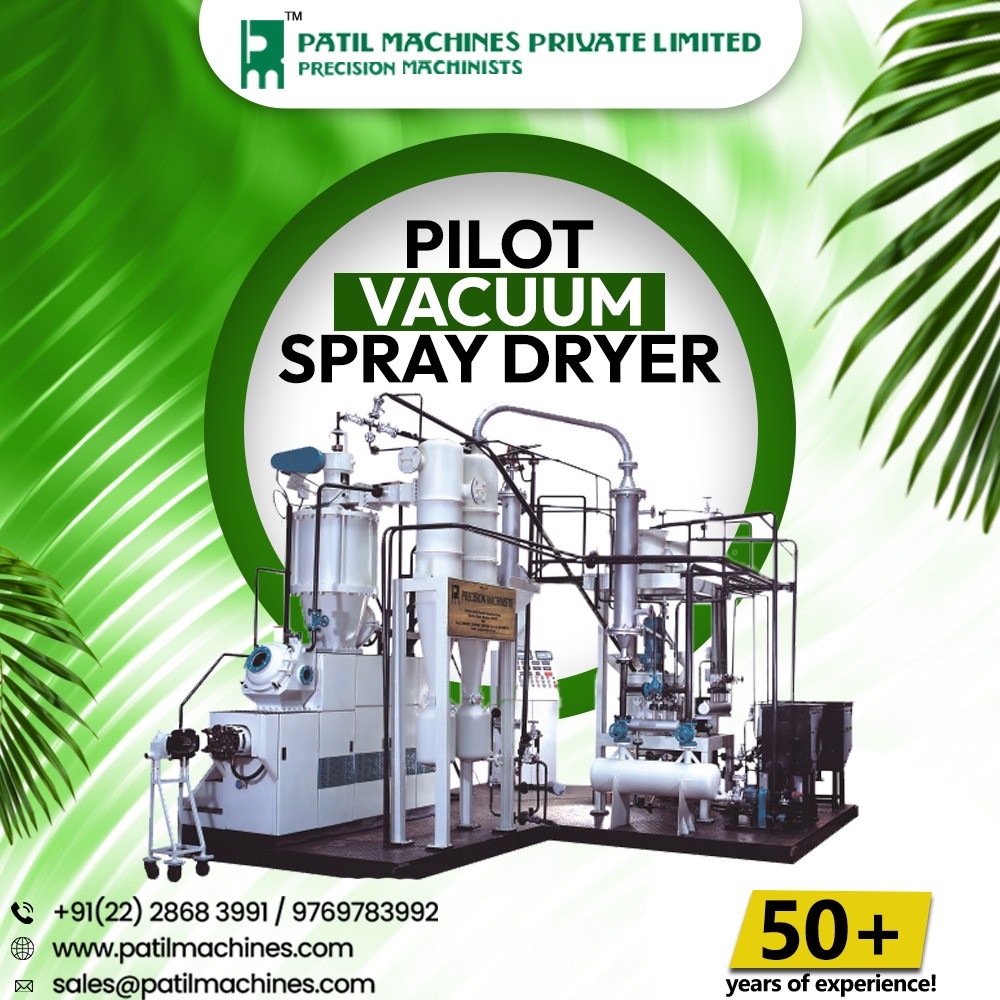 TM
PATIL MACHINES PRIVATE LIMITED
PRECISION MACHINISTS
PILOT
VACUUM
SPRAY DRYER
PRECISION MACHINISTS
+91(22) 2868 3991 / 9769783992
www.patilmachines.com
sales@patilmachines.com
50+
years of experience!